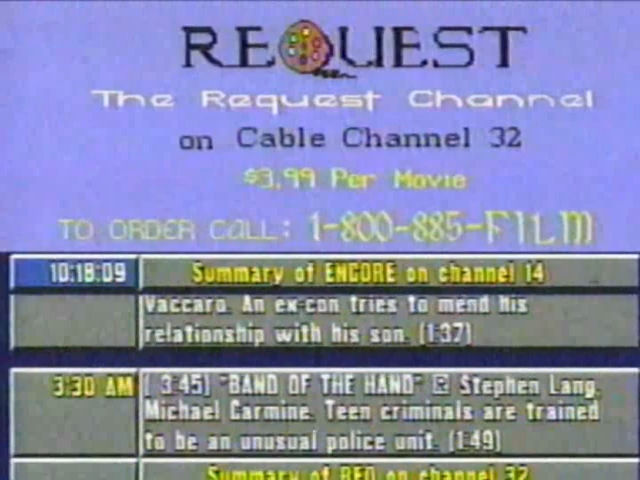 REQUEST
The Request Channel
on Cable Channel 32
$3.99 Per Movie
TO ORDER CALL: 1-800-885-FILM
10:18:09 Summary of ENCORE on channel 14
Vaccaro. An ex-con tries to mend his
relationship with his son. (1:37)
3:30 AM ( 3:45) "BAND OF THE HAND" R Stephen Lang,
Michael Carmine. Teen criminals are trained
to be an unusual police unit. (1:49)
Summary of REQ on channel 32